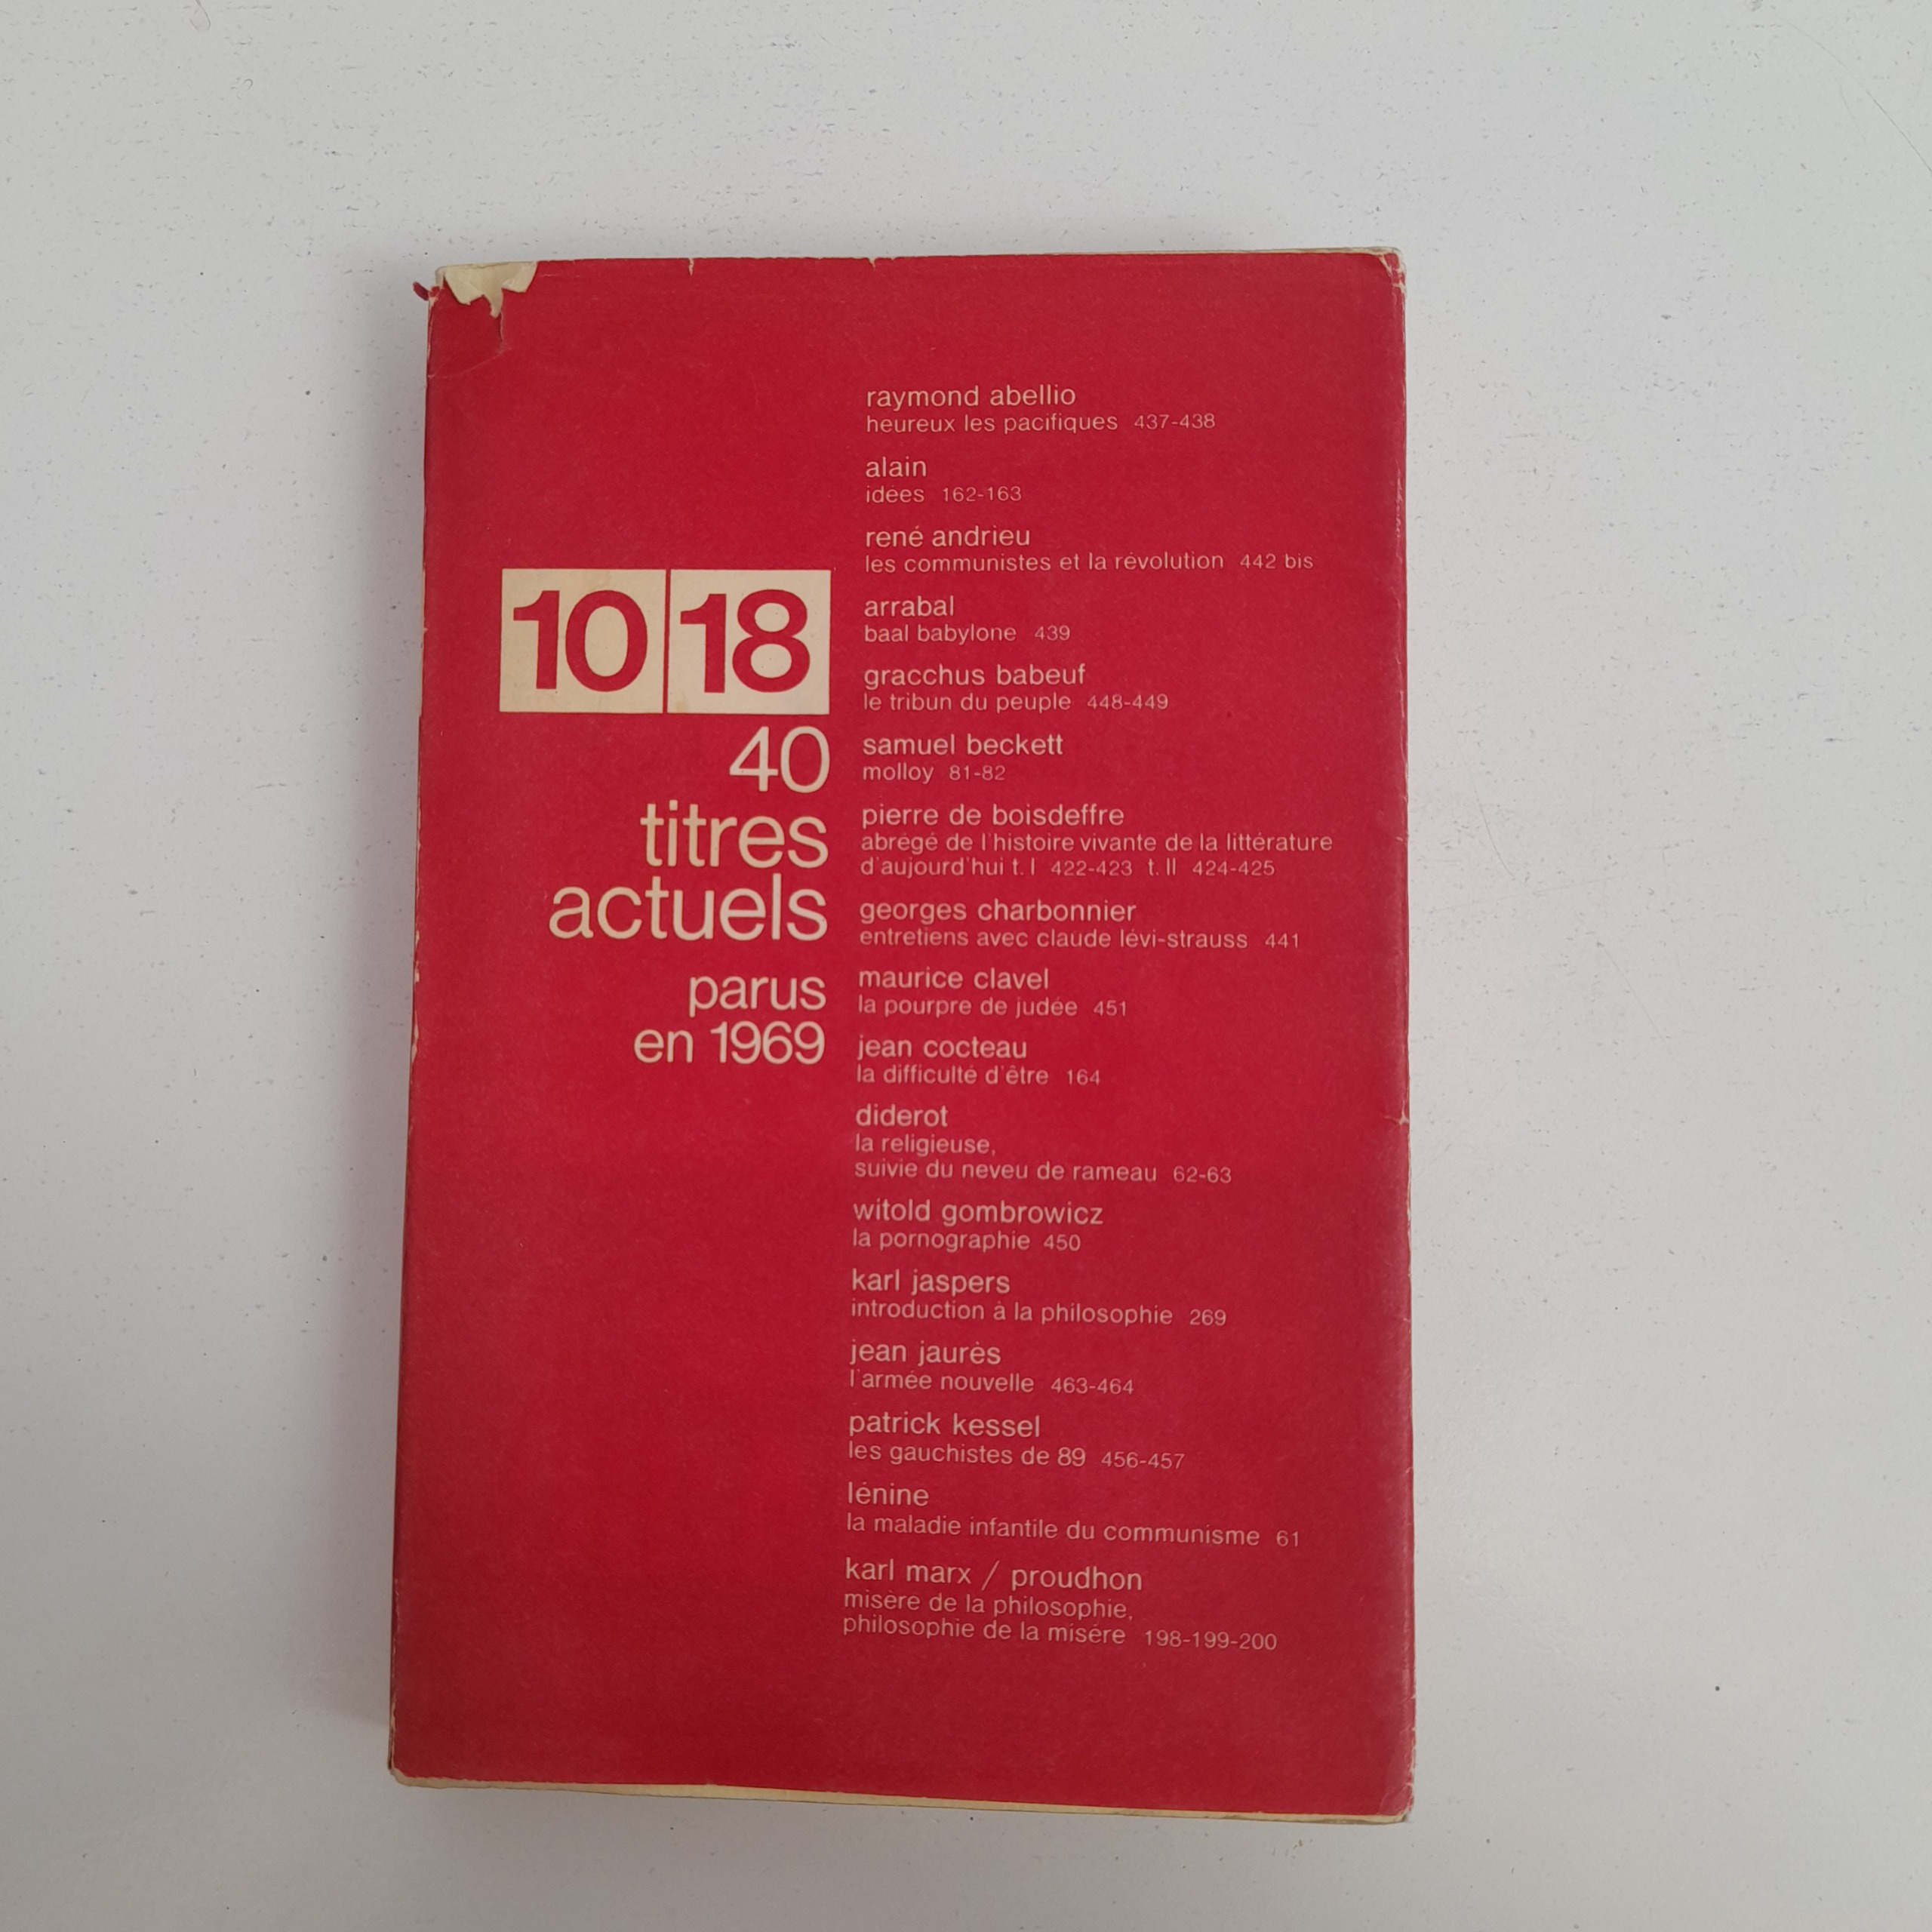 10 18
40
titres
actuels
parus
en 1969
raymond abellio
heureux les pacifiques 437-438
alain
idées 162-163
rené andrieu
les communistes et la révolution 442 bis
arrabal
baal babylone 439
gracchus babeuf
le tribun du peuple 448-449
samuel beckett
molloy 81-82
pierre de boisdeffre
abrégé de l'histoire vivante de la littérature
d'aujourd'hui t. I 422-423 t. II 424-425
georges charbonnier
entretiens avec claude lévi-strauss 441
maurice clavel
la pourpre de judée 451
jean cocteau
la difficulté d'être 164
diderot
la religieuse,
suivie du neveu de rameau 62-63
witold gombrowicz
la pornographie 450
karl jaspers
introduction à la philosophie 269
jean jaurès
l'armée nouvelle 463-464
patrick kessel
les gauchistes de 89 456-457
lénine
la maladie infantile du communisme 61
karl marx / proudhon
misère de la philosophie,
philosophie de la misère 198-199-200